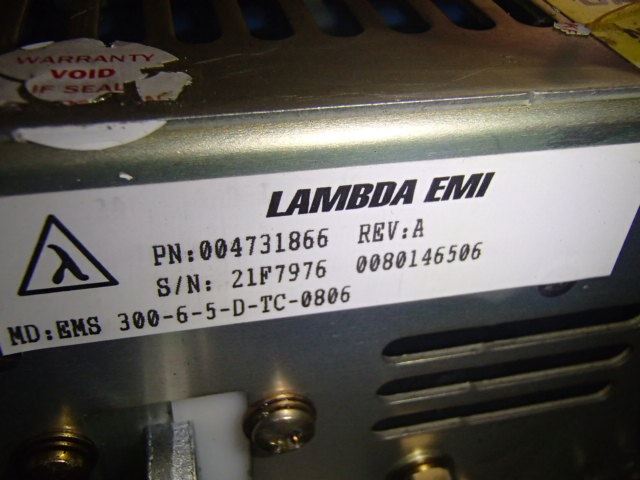 WARRANTY
VOID
IF SEAL
LAMBDA EMI
λ
PN:004731866 REV:A
S/N: 21F7976 0080146506
MD:EMS 300-6-5-D-TC-0806